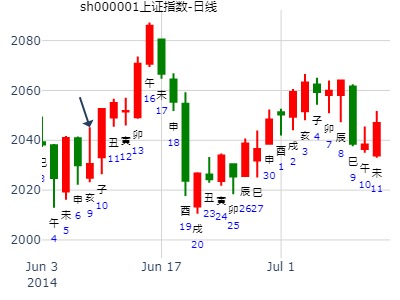 sh000001上证指数-日线
2080
2060
2040
2020
2000
巳
3
午
4
未
5
申
6
亥
9
子
10
丑
11
寅
12
卯
13
午
16
未
17
申
18
酉
19
戌
20
丑
23
寅
24
卯
25
辰
26
巳
27
申
30
酉
1
戌
2
亥
3
子
4
卯
7
辰
8
巳
9
午
10
未
11
Jun 3
2014
Jun 17
Jul 1